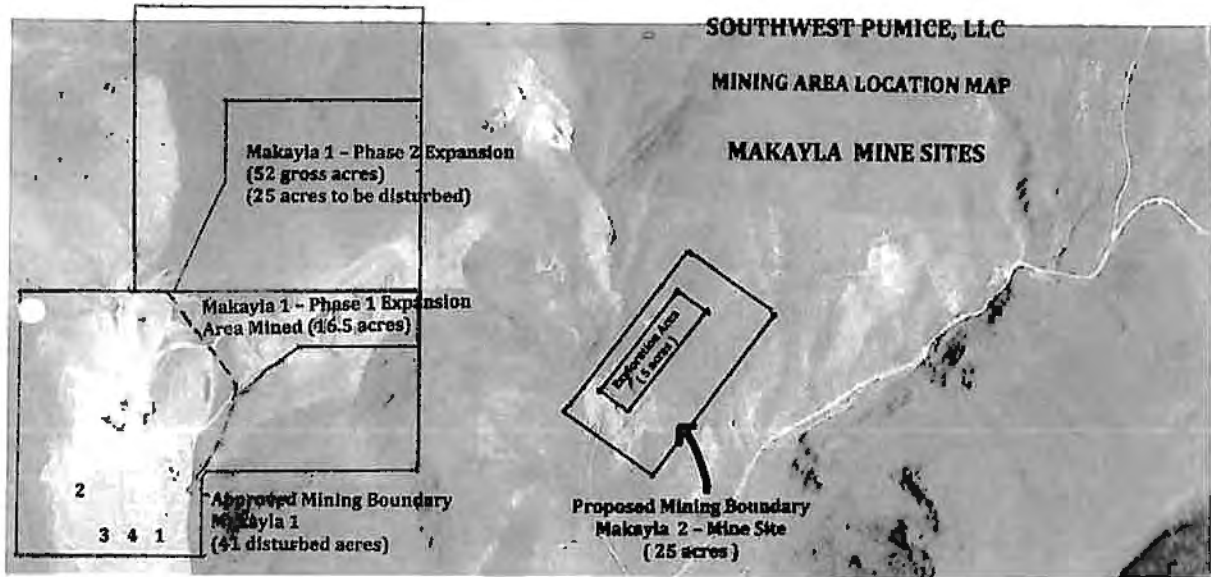 SOUTHWEST PUMICE, LLC
MINING AREA LOCATION MAP
MAKAYLA MINE SITES
Makayla 1 – Phase 2 Expansion
(52 gross acres)
(25 acres to be disturbed)
Makayla 1 – Phase 1 Expansion
Area Mined (16.5 acres)
Exploration Area
(5 acres)
2
3 4 1
Approved Mining Boundary
Makayla 1
(41 disturbed acres)
Proposed Mining Boundary
Makayla 2 – Mine Site
(25 acres)